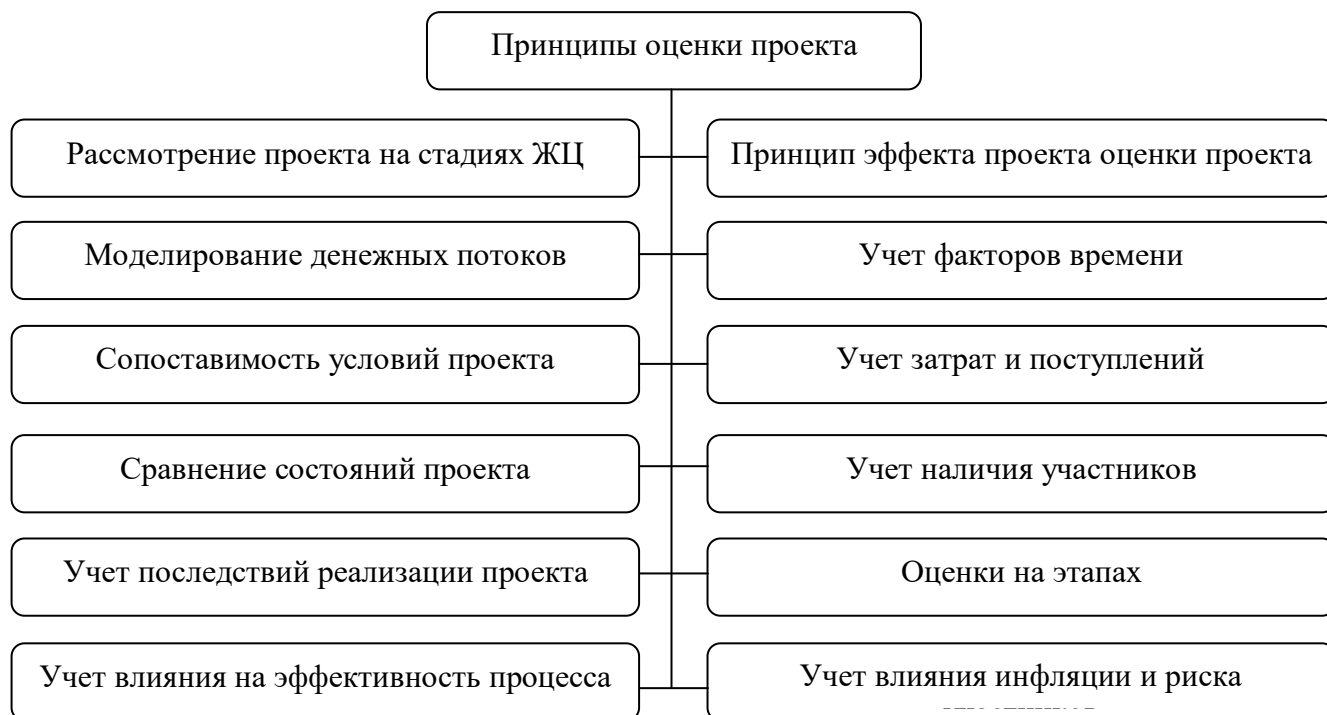 Принципы оценки проекта
Рассмотрение проекта на стадиях ЖЦ
Принцип эффекта проекта оценки проекта
Моделирование денежных потоков
Учет факторов времени
Сопоставимость условий проекта
Учет затрат и поступлений
Сравнение состояний проекта
Учет наличия участников
Учет последствий реализации проекта
Оценки на этапах
Учет влияния на эффективность процесса
Учет влияния инфляции и риска